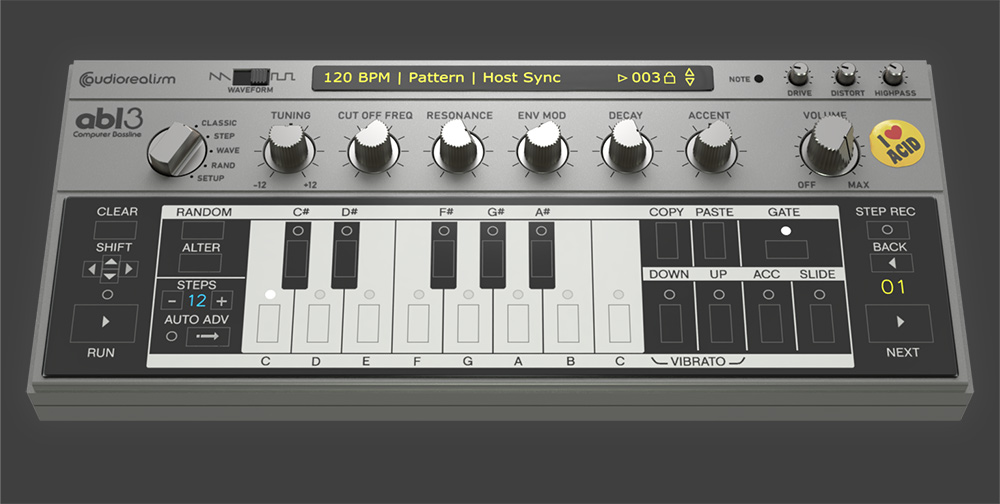 audiorealism
WAVEFORM
120 BPM | Pattern | Host Sync
003
NOTE
DRIVE
DISTORT
HIGHPASS
abl3
Computer Bassline
CLASSIC
STEP
WAVE
RAND
SETUP
TUNING
-12
+12
CUT OFF FREQ
RESONANCE
ENV MOD
DECAY
ACCENT
VOLUME
OFF
MAX
I
ACID
CLEAR
SHIFT
RUN
RANDOM
ALTER
STEPS
- 12 +
AUTO ADV
C# D# F# G# A#
C D E F G A B C
COPY PASTE GATE
DOWN UP ACC SLIDE
VIBRATO
STEP REC
BACK
01
NEXT